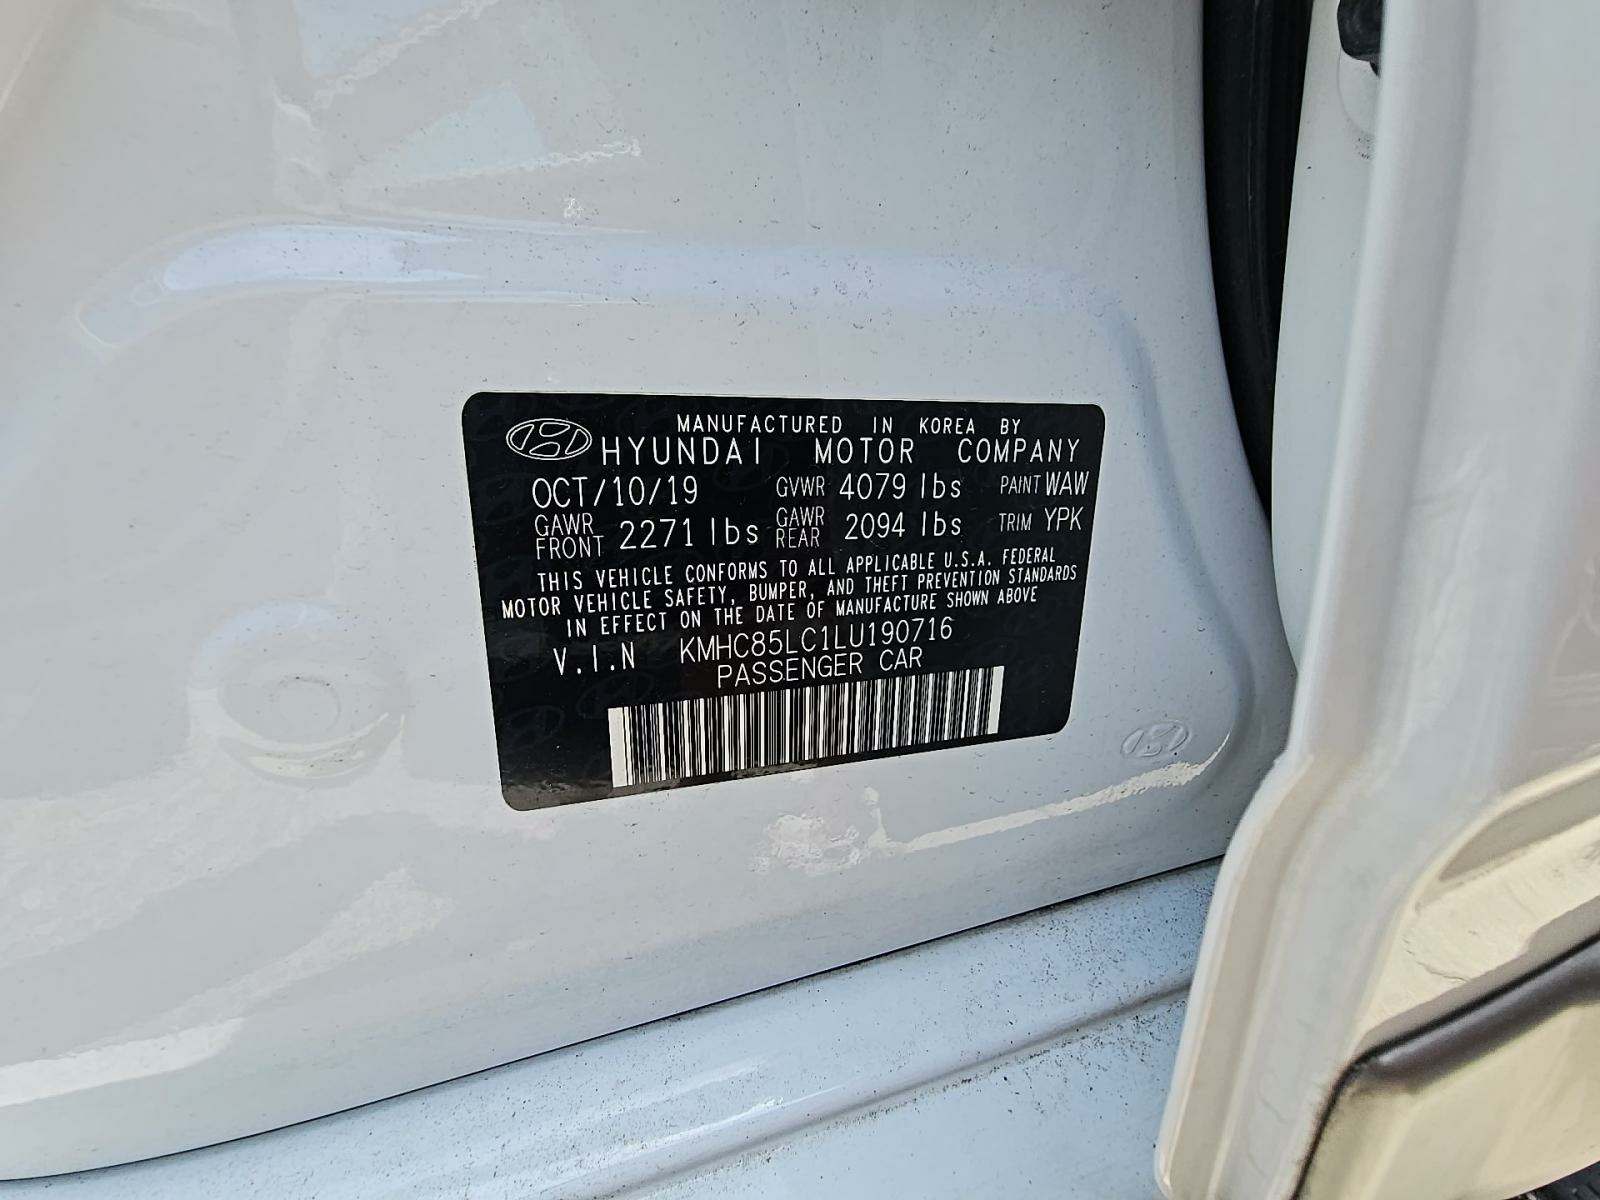 MANUFACTURED IN KOREA BY
HYUNDAI MOTOR COMPANY
OCT/10/19 GVWR 4079 lbs PAINT WAW
GAWR FRONT 2271 lbs GAWR REAR 2094 lbs TRIM YPK
THIS VEHICLE CONFORMS TO ALL APPLICABLE U.S.A. FEDERAL
MOTOR VEHICLE SAFETY, BUMPER, AND THEFT PREVENTION STANDARDS
IN EFFECT ON THE DATE OF MANUFACTURE SHOWN ABOVE
V.I.N KMHC85LC1LU190716
PASSENGER CAR